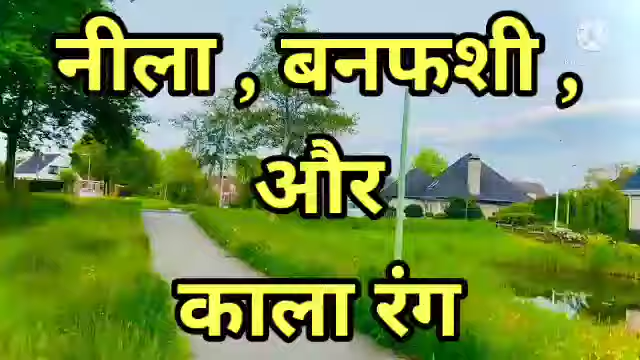 नीला , बनफशी ,
और
काला रंग